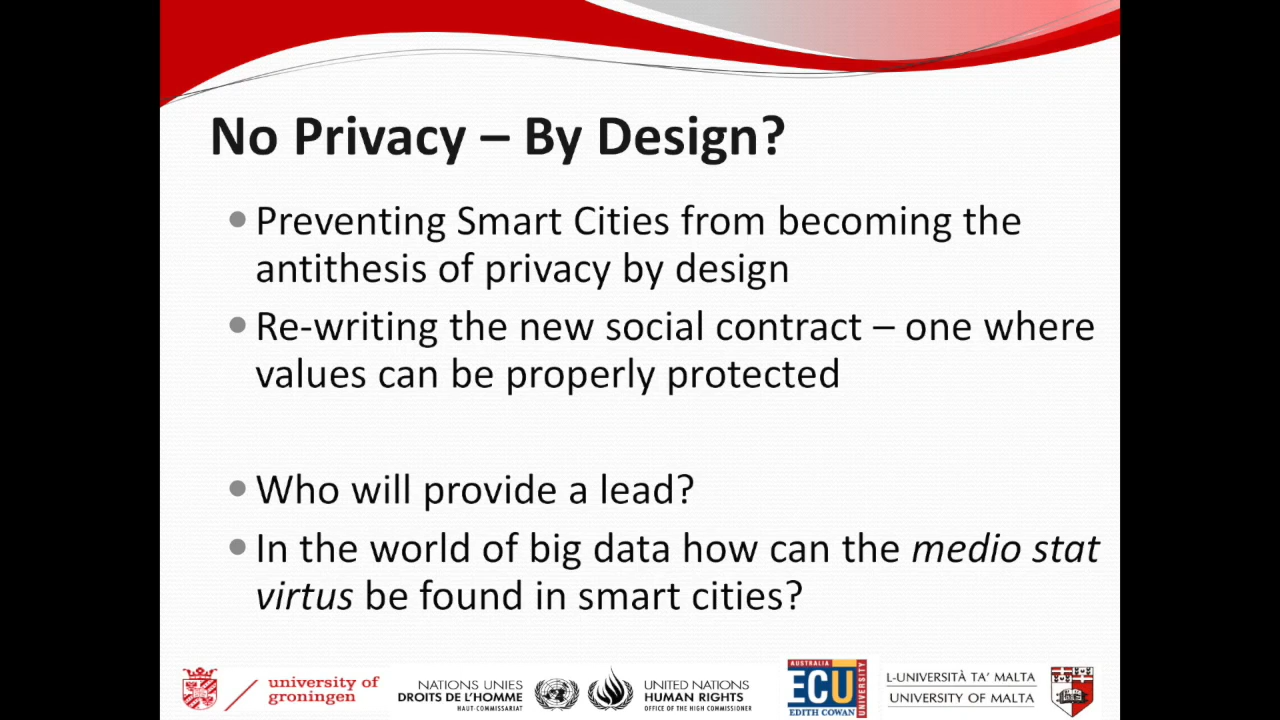 No Privacy – By Design?
• Preventing Smart Cities from becoming the
antithesis of privacy by design
• Re-writing the new social contract – one where
values can be properly protected
• Who will provide a lead?
• In the world of big data how can the medio stat
virtus be found in smart cities?
university of
groningen
NATIONS UNIES
DROITS DE L'HOMME
HAUT-COMMISSARIAT
UNITED NATIONS
HUMAN RIGHTS
OFFICE OF THE HIGH COMMISSIONER
AUSTRALIA
ECU
EDITH COWAN
UNIVERSITY
L-UNIVERSITÀ TA' MALTA
UNIVERSITY OF MALTA